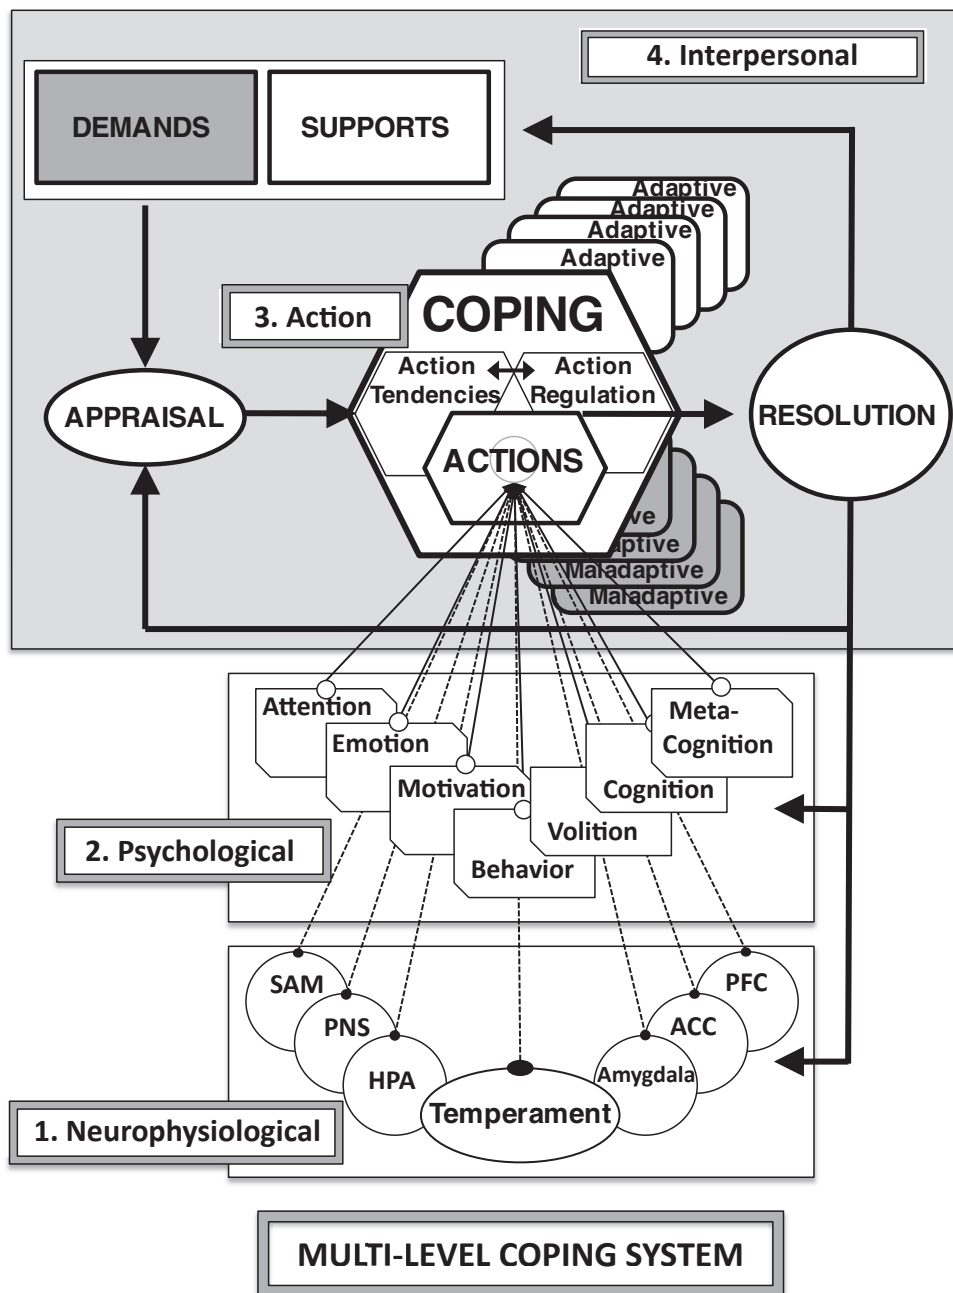 4. Interpersonal
DEMANDS
SUPPORTS
Adaptive
Adaptive
Adaptive
Adaptive
3. Action
COPING
Action
Tendencies
Action
Regulation
APPRAISAL
RESOLUTION
ACTIONS
Maladaptive
Maladaptive
Attention
Emotion
Motivation
Behavior
Volition
Cognition
Meta-
Cognition
2. Psychological
SAM
PNS
HPA
Temperament
Amygdala
ACC
PFC
1. Neurophysiological
MULTI-LEVEL COPING SYSTEM